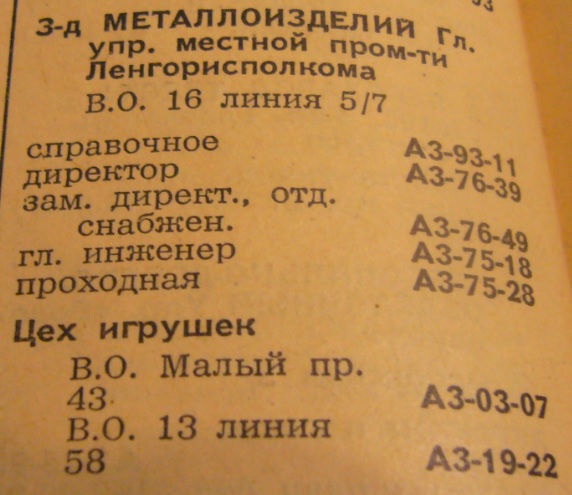 З-д МЕТАЛЛОИЗДЕЛИЙ Гл.
упр. местной пром-ти
Ленгорисполкома
В.О. 16 линия 5/7
справочное А3-93-11
директор А3-76-39
зам. директ., отд.
снабжен. А3-76-49
гл. инженер А3-75-18
проходная А3-75-28
Цех игрушек
В.О. Малый пр.
43 А3-03-07
В.О. 13 линия
58 А3-19-22